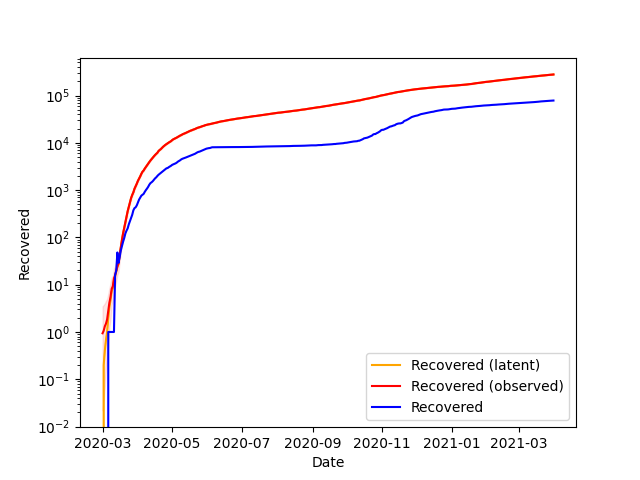 Recovered
10^5
10^4
10^3
10^2
10^1
10^0
10^−1
10^−2
Recovered (latent)
Recovered (observed)
Recovered
2020-03 2020-05 2020-07 2020-09 2020-11 2021-01 2021-03
Date